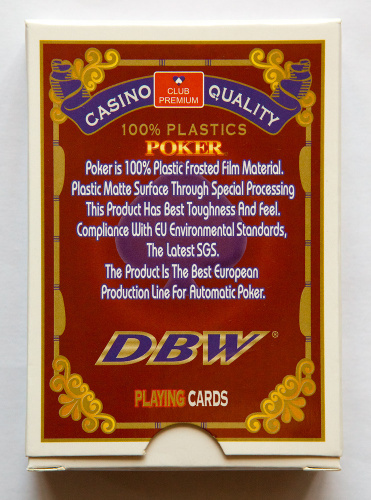 CASINO CLUB PREMIUM QUALITY
100% PLASTICS
POKER
Poker is 100% Plastic Frosted Film Material.
Plastic Matte Surface Through Special Processing
This Product Has Best Toughness And Feel.
Compliance With EU Environmental Standards,
The Latest SGS.
The Product Is The Best European
Production Line For Automatic Poker.
DBW®
PLAYING CARDS